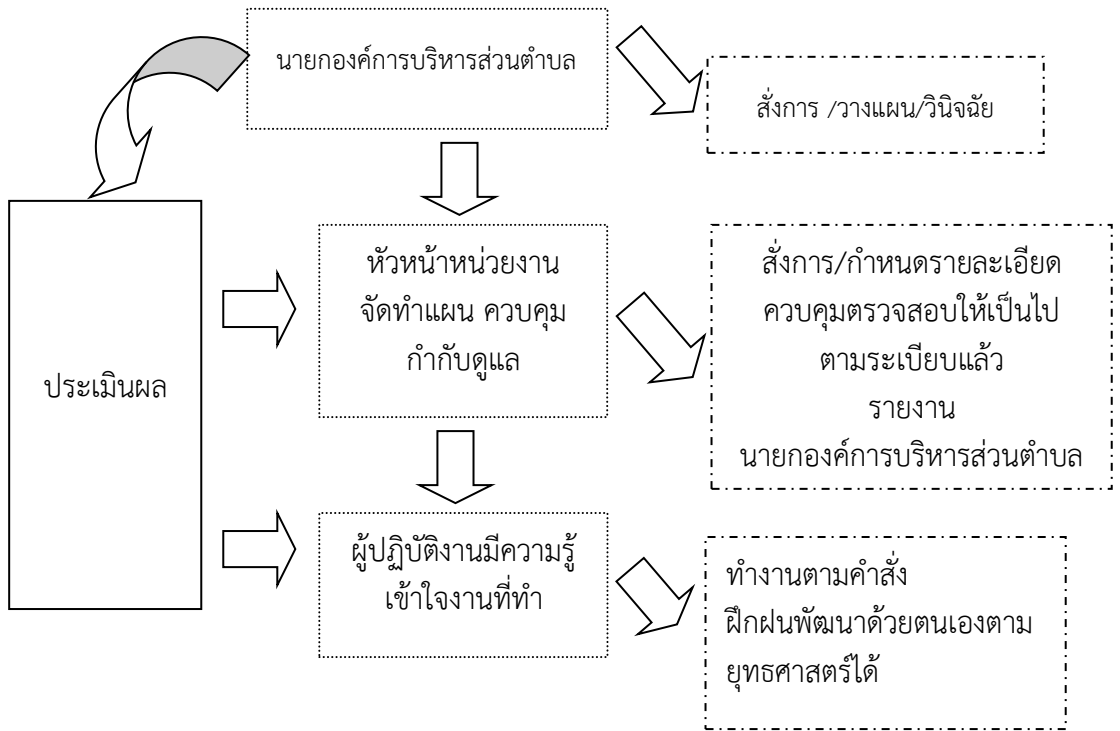 นายกองค์การบริหารส่วนตำบล
สั่งการ /วางแผน/วินิจฉัย
หัวหน้าหน่วยงาน
จัดทำแผน ควบคุม
กำกับดูแล
สั่งการ/กำหนดรายละเอียด
ควบคุมตรวจสอบให้เป็นไป
ตามระเบียบแล้ว
รายงาน
นายกองค์การบริหารส่วนตำบล
ประเมินผล
ผู้ปฏิบัติงานมีความรู้
เข้าใจงานที่ทำ
ทำงานตามคำสั่ง
ฝึกฝนพัฒนาด้วยตนเองตาม
ยุทธศาสตร์ได้